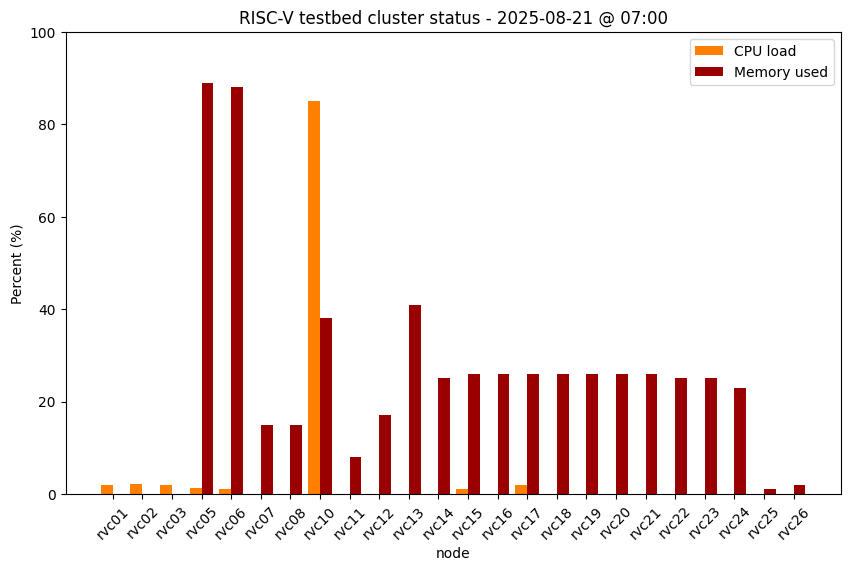 RISC-V testbed cluster status - 2025-08-21 @ 07:00
CPU load
Memory used
Percent (%)
100
80
60
40
20
0
rvc01 rvc02 rvc03 rvc05 rvc06 rvc07 rvc08 rvc10 rvc11 rvc12 rvc13 rvc14 rvc15 rvc16 rvc17 rvc18 rvc19 rvc20 rvc21 rvc22 rvc23 rvc24 rvc25 rvc26
node